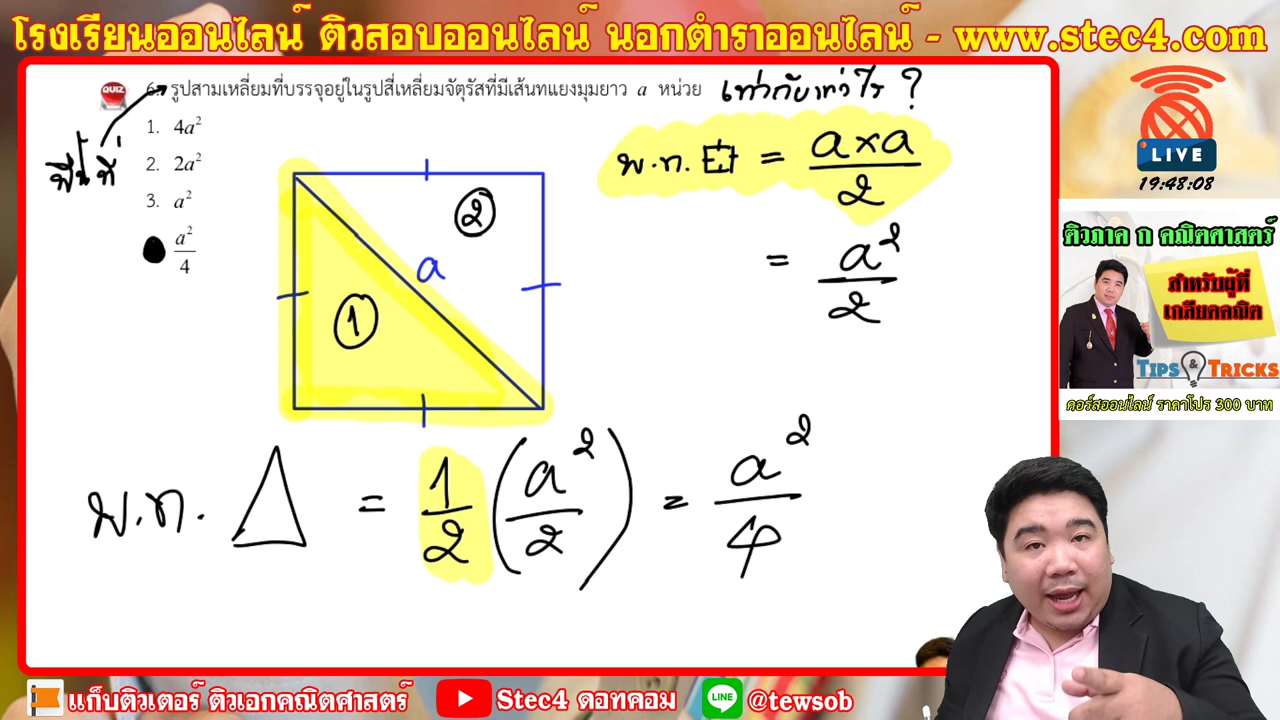 โรงเรียนออนไลน์ ติวสอบออนไลน์ นอกตำราออนไลน์ - www.stec4.com
QUIZ
6. รูปสามเหลี่ยมที่บรรจุอยู่ในรูปสี่เหลี่ยมจัตุรัสที่มีเส้นทแยงมุมยาว a หน่วย เท่ากับเท่าไร ?
พื้นที่
1. 4a²
2. 2a²
3. a²
a²/4
② 
a
①
พ.ท. = a×a/2
= a²/2
พ.ท. △ = 1/2 (a²/2) = a²/4
LIVE
19:48:08
ติวภาค ก คณิตศาสตร์
สำหรับผู้ที่
เกลียดคณิต
TIPS & TRICKS
คอร์สออนไลน์ ราคาโปร 300 บาท
แก็บติวเตอร์ ติวเอกคณิตศาสตร์ Stec4 ดอทคอม LINE @tewsob